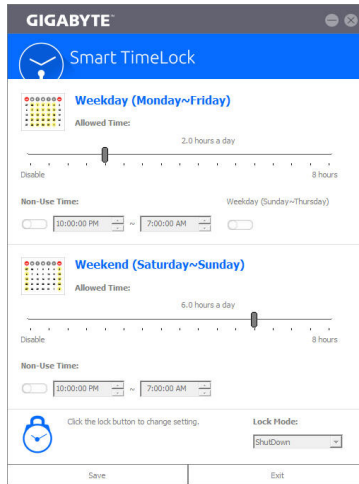 GIGABYTE™
Smart TimeLock
Weekday (Monday~Friday)
Allowed Time:
2.0 hours a day
Disable 8 hours
Non-Use Time: Weekday (Sunday~Thursday)
10:00:00 PM ~ 7:00:00 AM
Weekend (Saturday~Sunday)
Allowed Time:
6.0 hours a day
Disable 8 hours
Non-Use Time:
10:00:00 PM ~ 7:00:00 AM
Click the lock button to change setting. Lock Mode:
ShutDown
Save Exit